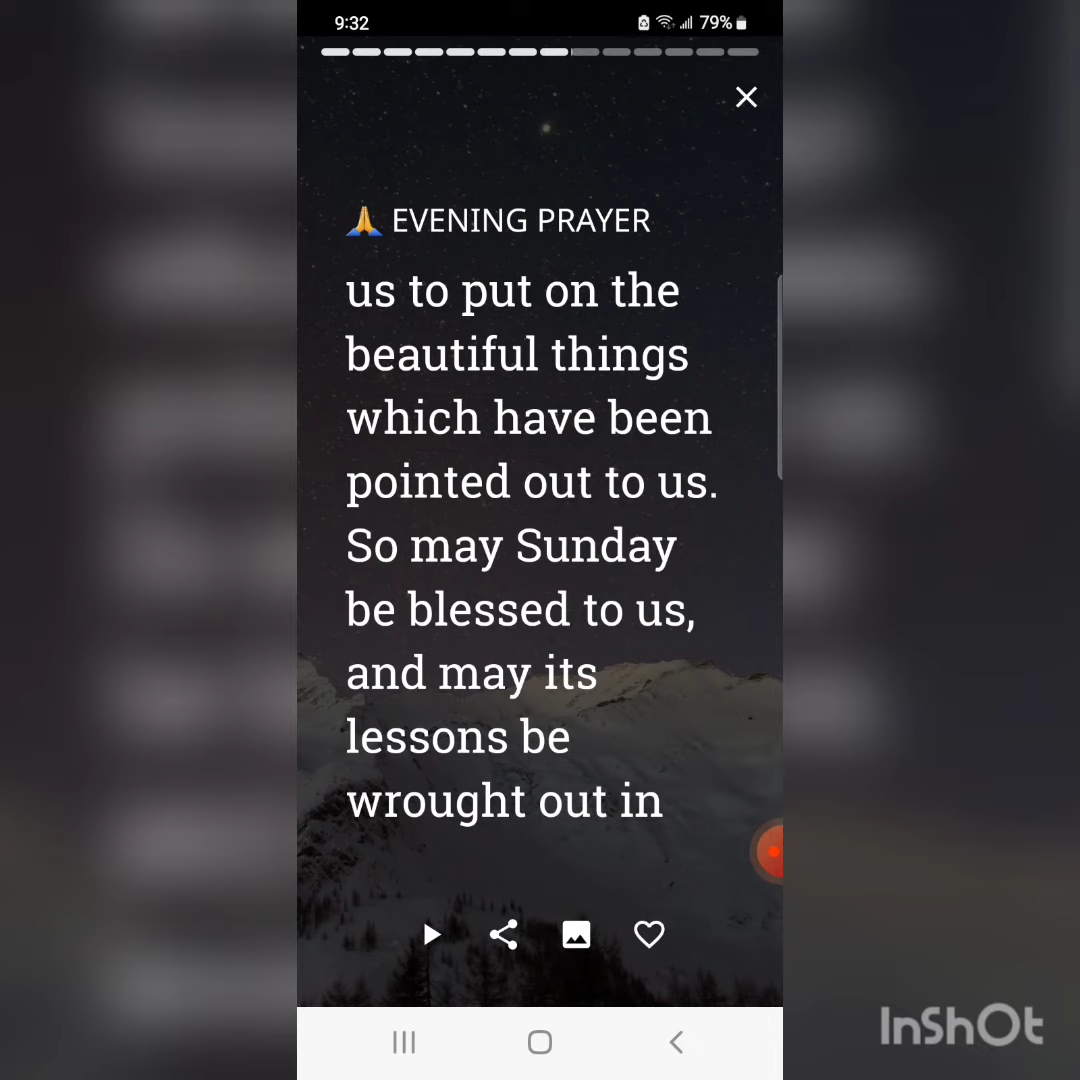 9:32 79%
🙏 EVENING PRAYER
us to put on the
beautiful things
which have been
pointed out to us.
So may Sunday
be blessed to us,
and may its
lessons be
wrought out in
InShOt